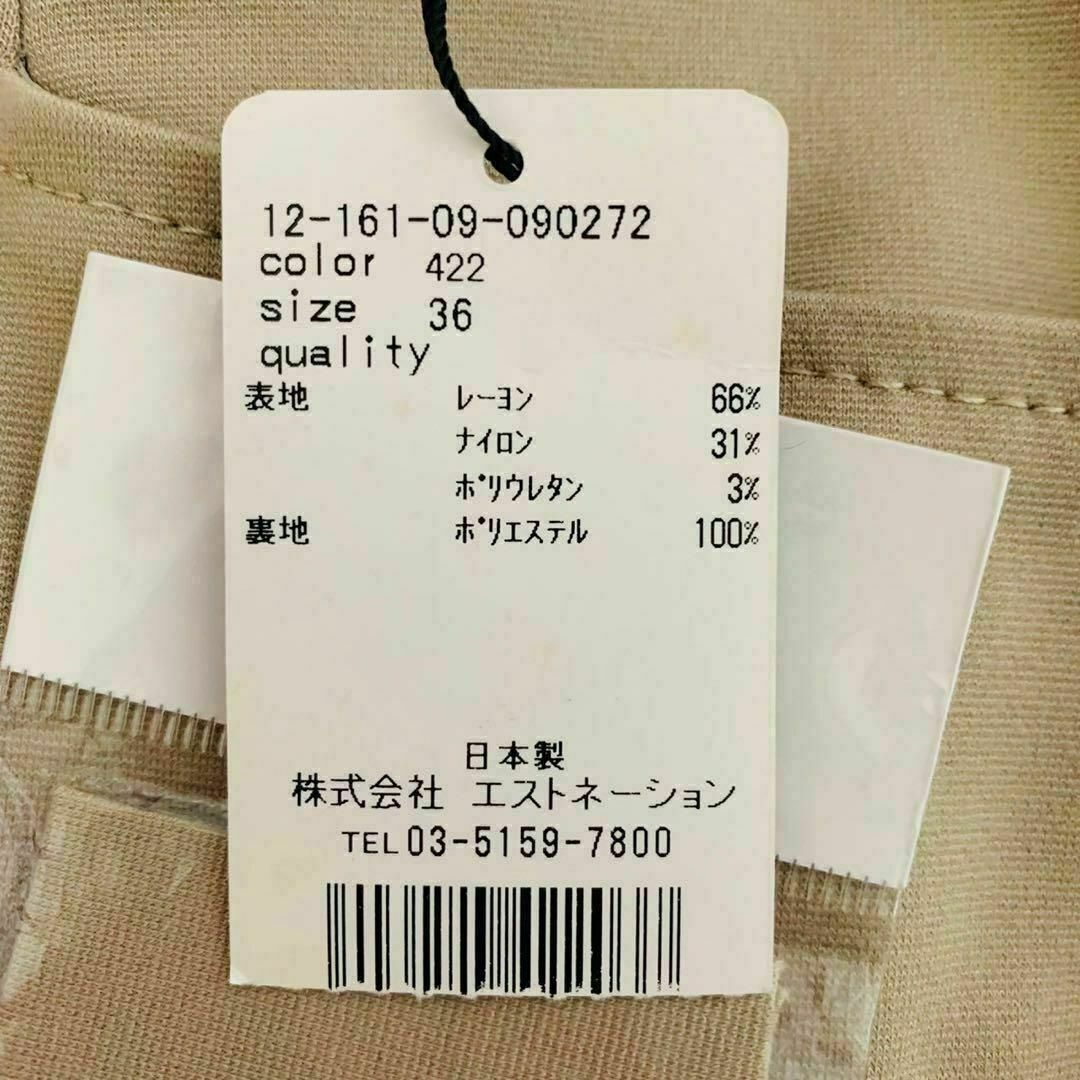 12-161-09-090272
color 422
size 36
quality
表地 ﾚｰﾖﾝ 66%
ﾅｲﾛﾝ 31%
ﾎﾟﾘｳﾚﾀﾝ 3%
裏地 ﾎﾟﾘｴｽﾃﾙ 100%
日本製
株式会社 エストネーション
TEL 03-5159-7800